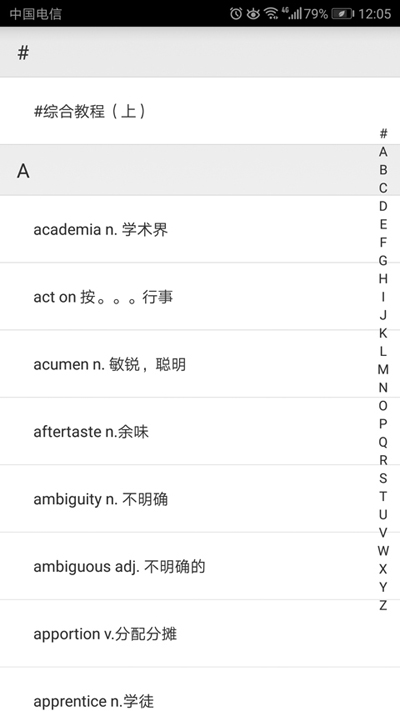 中国电信 4G 79% 12:05
#
#综合教程（上）
A
academia n. 学术界
act on 按。。。行事
acumen n. 敏锐，聪明
aftertaste n.余味
ambiguity n. 不明确
ambiguous adj. 不明确的
apportion v.分配分摊
apprentice n.学徒
#
A
B
C
D
E
F
G
H
I
J
K
L
M
N
O
P
Q
R
S
T
U
V
W
X
Y
Z